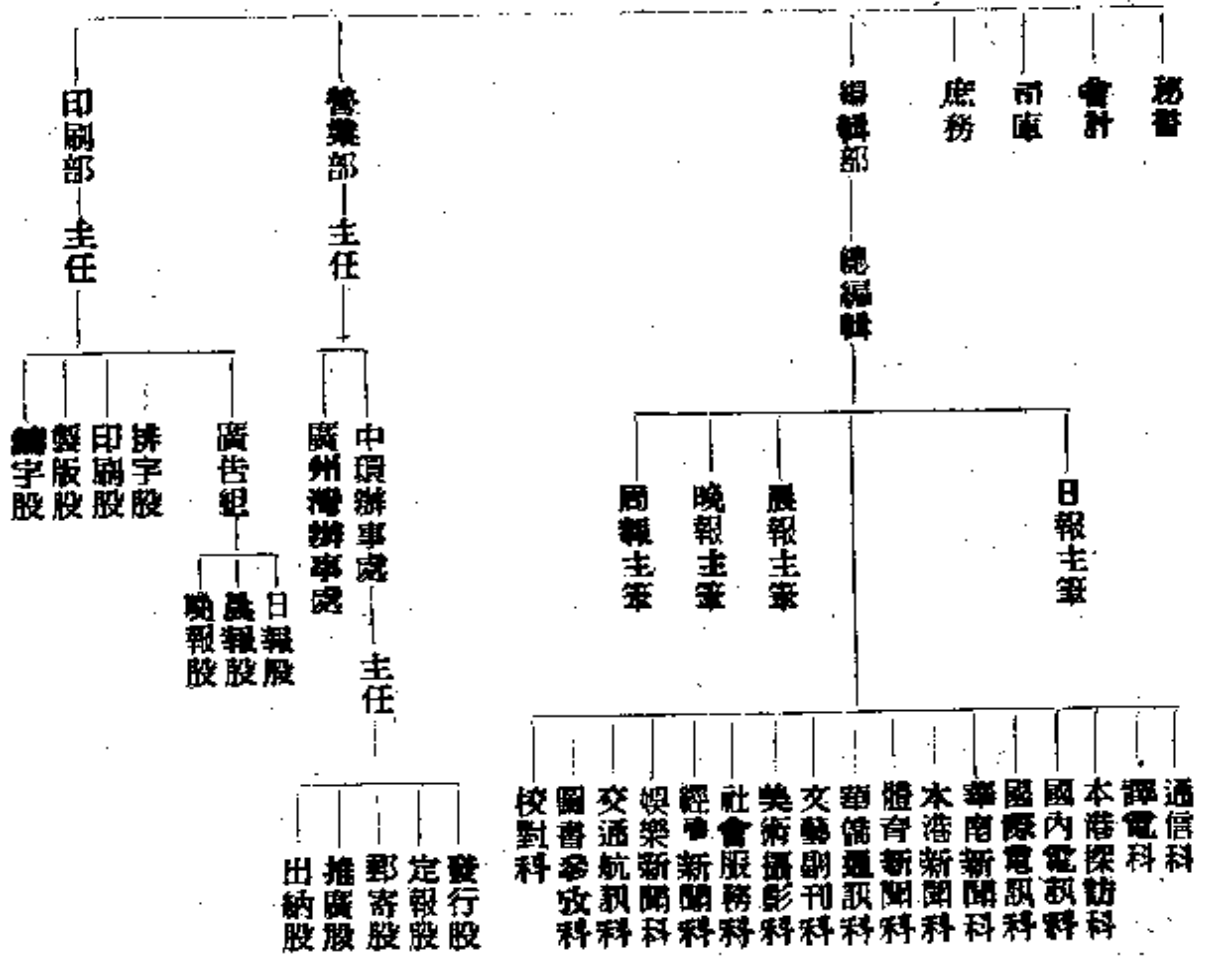 秘書
會計
司庫
庶務
編輯部
總編輯
日報主筆
晨報主筆
晚報主筆
周報主筆
通信科
譯電科
本港採訪科
國內電訊科
國際電訊科
華南新聞科
本港新聞科
體育新聞科
華僑通訊科
文藝副刊科
美術攝影科
社會服務科
經濟新聞科
娛樂新聞科
交通航訊科
圖書參攷科
校對科
營業部
主任
中環辦事處
主任
發行股
定報股
郵寄股
推廣股
出納股
廣州灣辦事處
印刷部
主任
廣告組
日報股
晨報股
晚報股
排字股
印刷股
製版股
字股